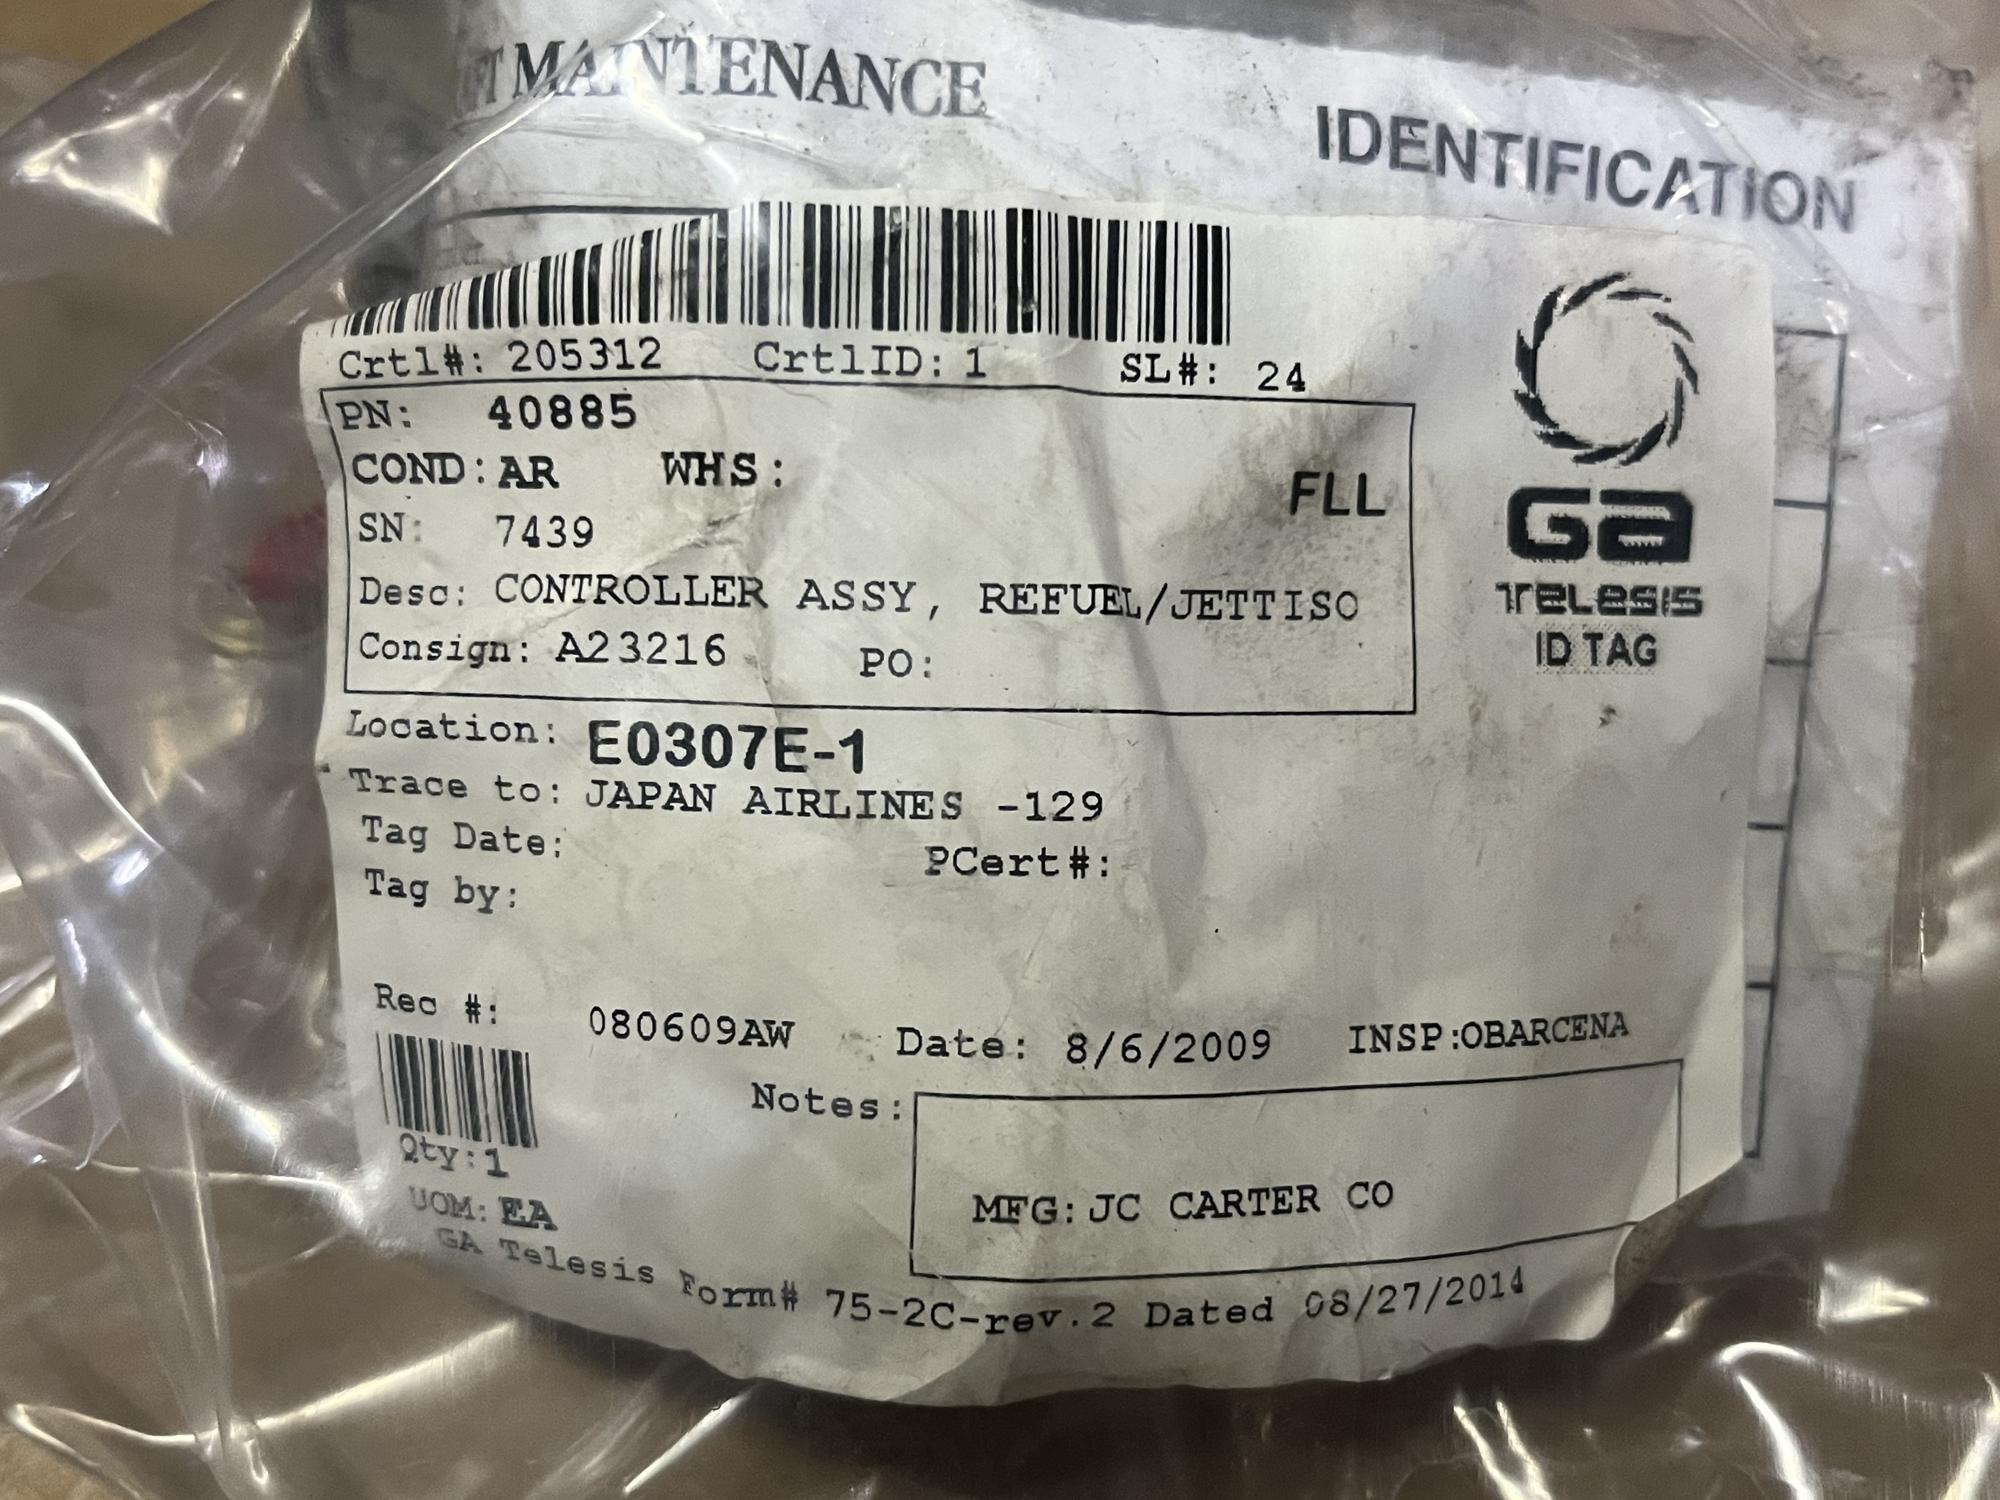 MAINTENANCE
IDENTIFICATION
Crtl#: 205312 CrtlID: 1 SL#: 24
PN: 40885
COND: AR WHS:
FLL
SN: 7439
Desc: CONTROLLER ASSY, REFUEL/JETTISO
Consign: A23216 PO:
GA
TELESIS
ID TAG
Location: E0307E-1
Trace to: JAPAN AIRLINES -129
Tag Date:
PCert#:
Tag by:
Rec #: 080609AW Date: 8/6/2009 INSP:OBARCENA
Notes:
Qty:1
MFG: JC CARTER CO
UOM: EA
GA Telesis Form# 75-2C-rev.2 Dated 08/27/2014